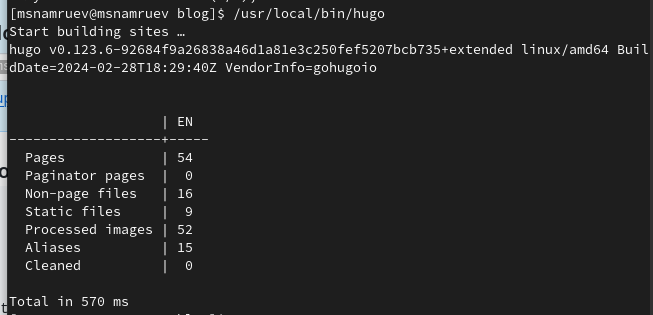 [msnamruev@msnamruev blog]$ /usr/local/bin/hugo
Start building sites …
hugo v0.123.6-92684f9a26838a46d1a81e3c250fef5207bcb735+extended linux/amd64 Buil
dDate=2024-02-28T18:29:40Z VendorInfo=gohugoio
| EN
-------------------+-----
Pages | 54
Paginator pages | 0
Non-page files | 16
Static files | 9
Processed images | 52
Aliases | 15
Cleaned | 0
Total in 570 ms